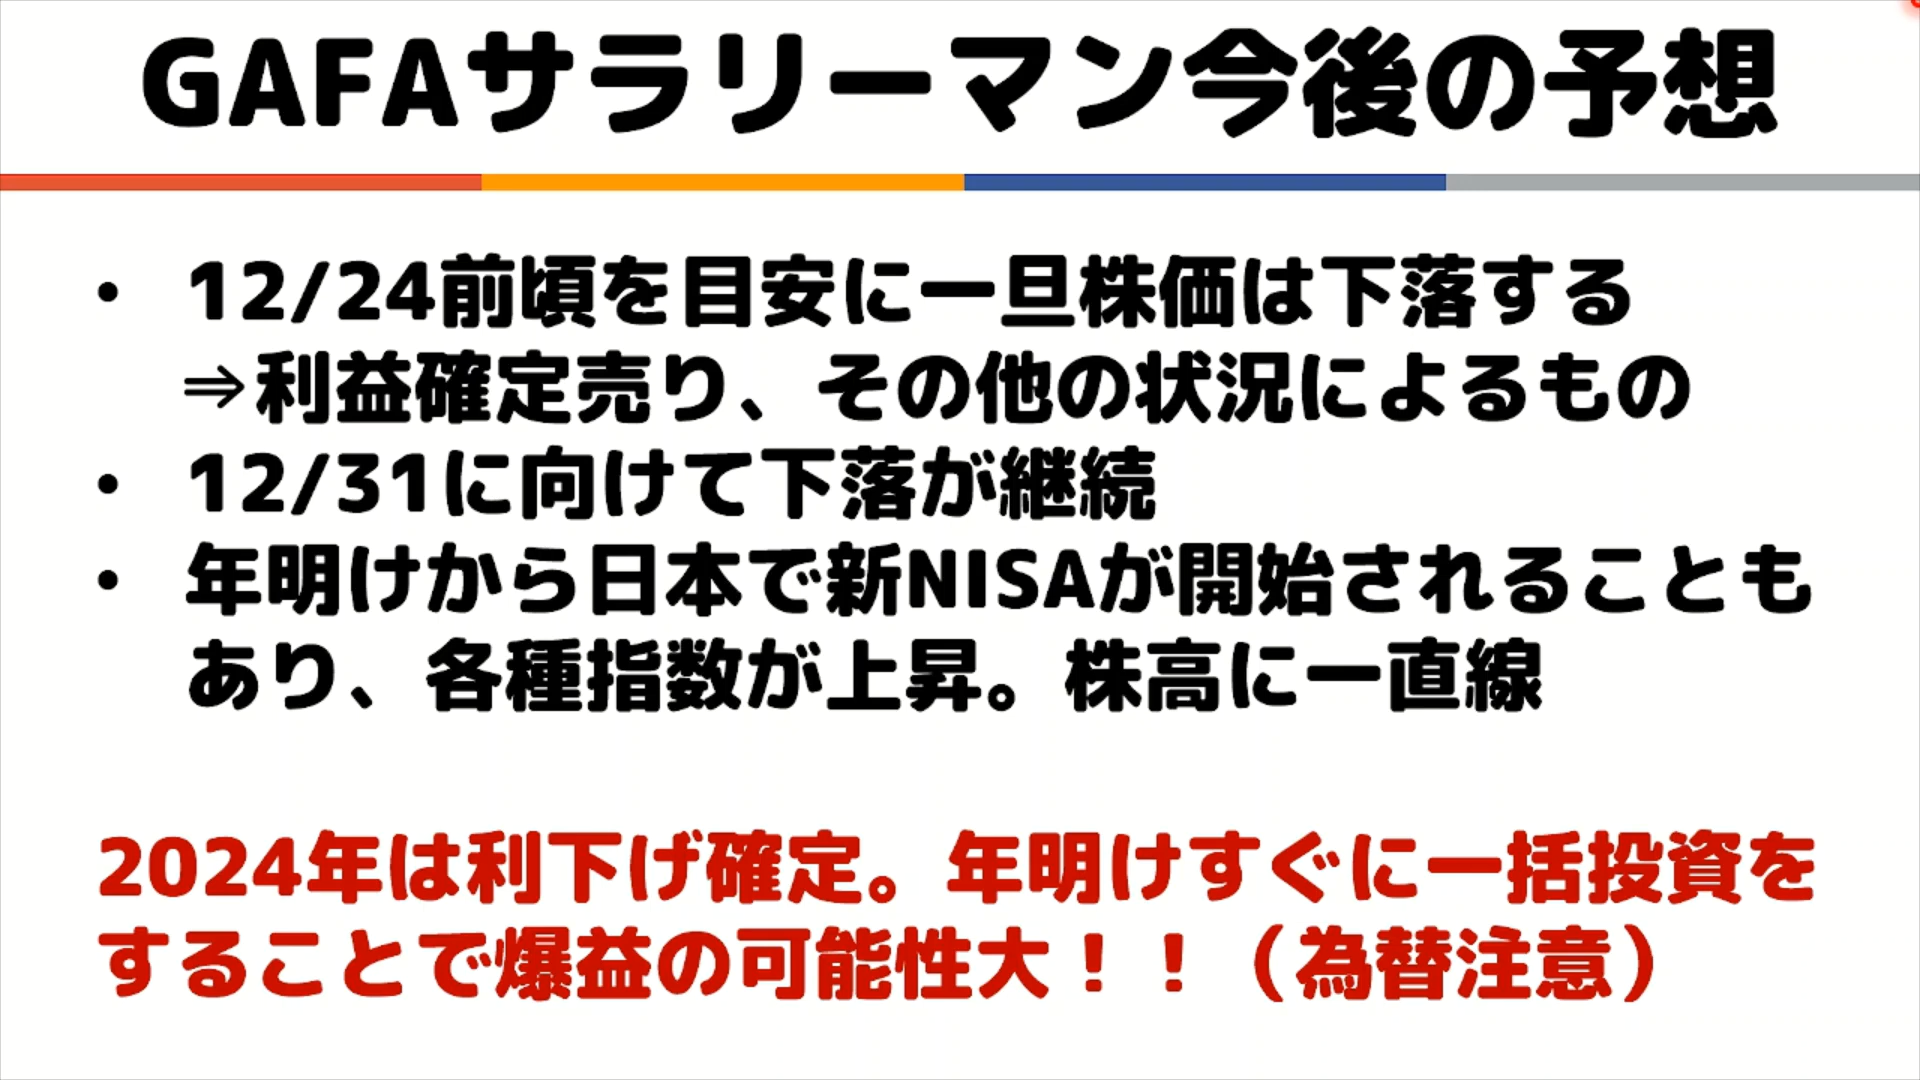 GAFAサラリーマン今後の予想
• 12/24前頃を目安に一旦株価は下落する
⇒利益確定売り、その他の状況によるもの
• 12/31に向けて下落が継続
• 年明けから日本で新NISAが開始されることも
あり、各種指数が上昇。株高に一直線
2024年は利下げ確定。年明けすぐに一括投資を
することで爆益の可能性大！！（為替注意）